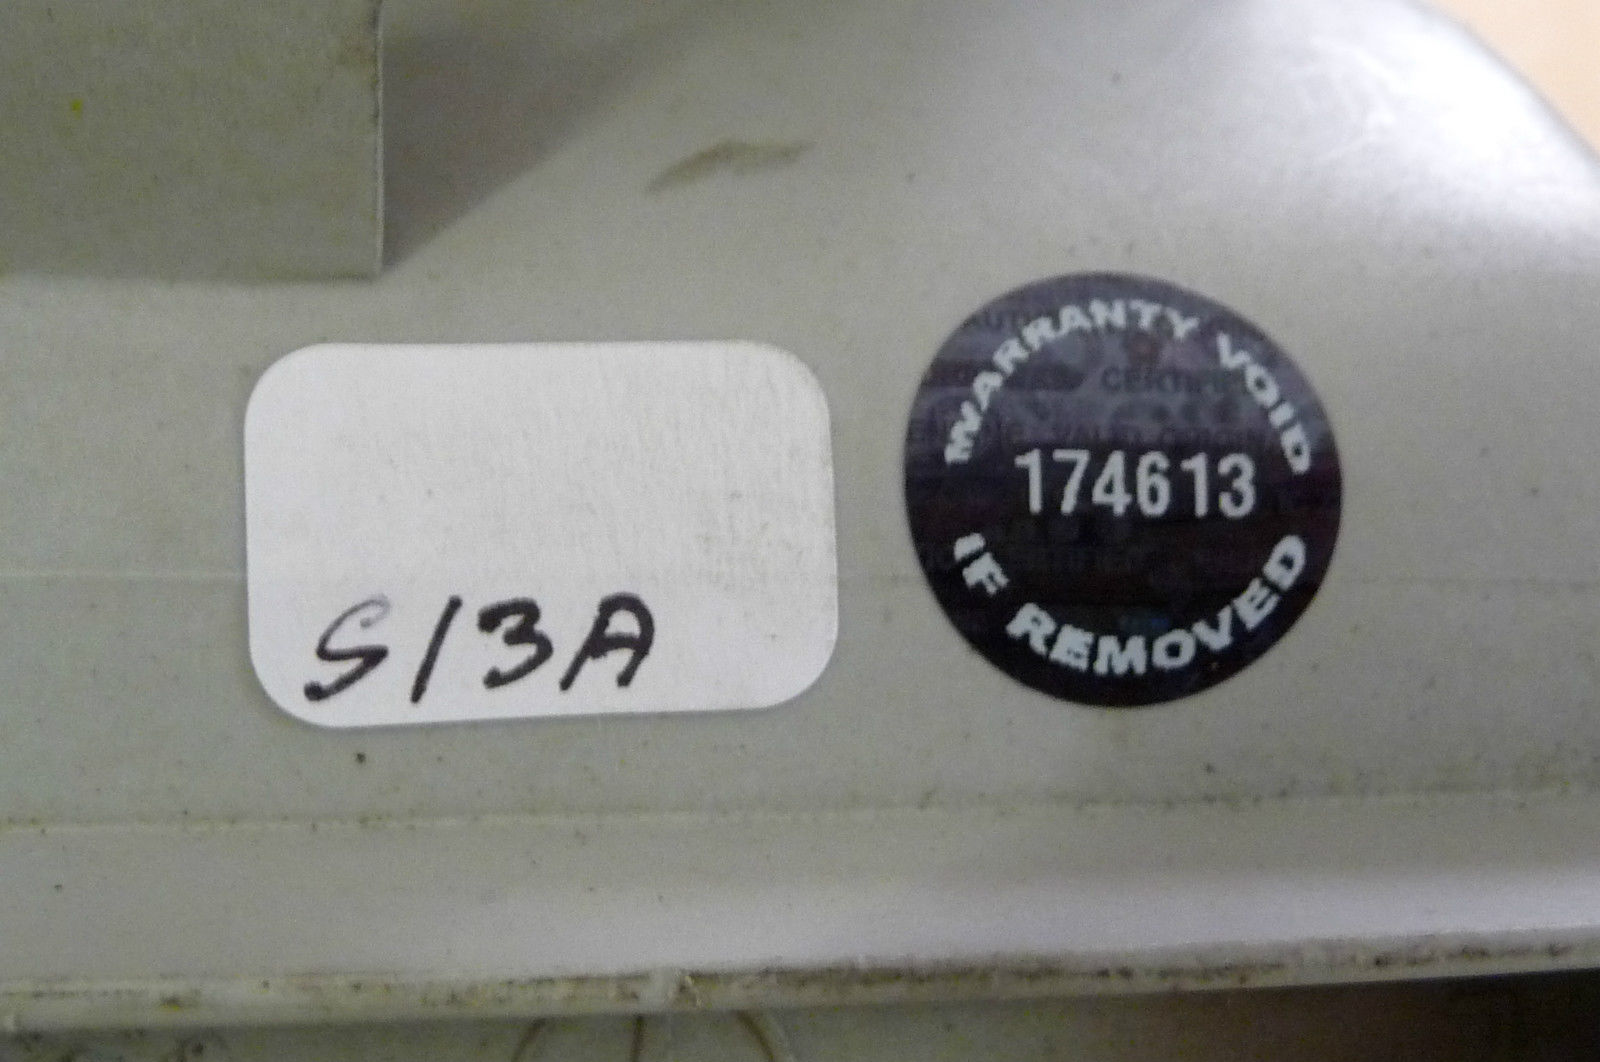 S13A
WARRANTY VOID
174613
IF REMOVED